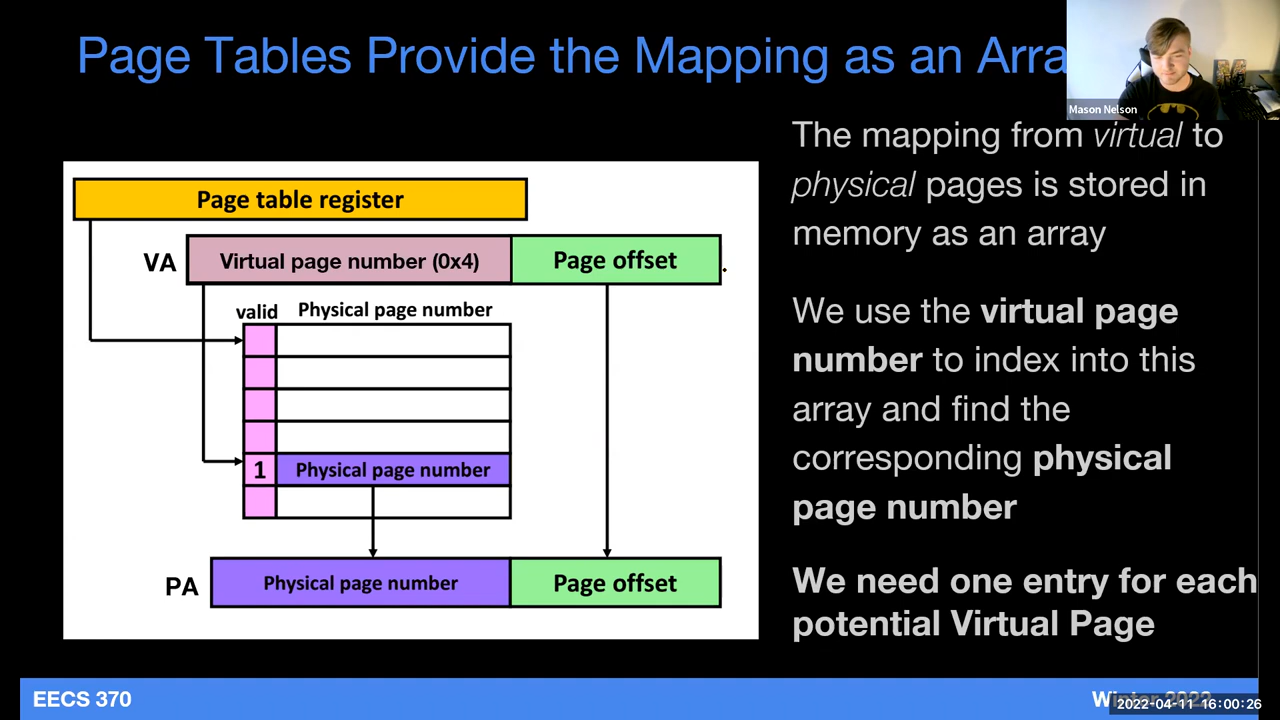 Page Tables Provide the Mapping as an Arra
Mason Nelson
The mapping from virtual to
physical pages is stored in
memory as an array
We use the virtual page
number to index into this
array and find the
corresponding physical
page number
We need one entry for each
potential Virtual Page
Page table register
VA
Virtual page number (0x4)
Page offset
valid
Physical page number
1
Physical page number
PA
Physical page number
Page offset
EECS 370
Winter 2022
2022-04-11 16:00:26